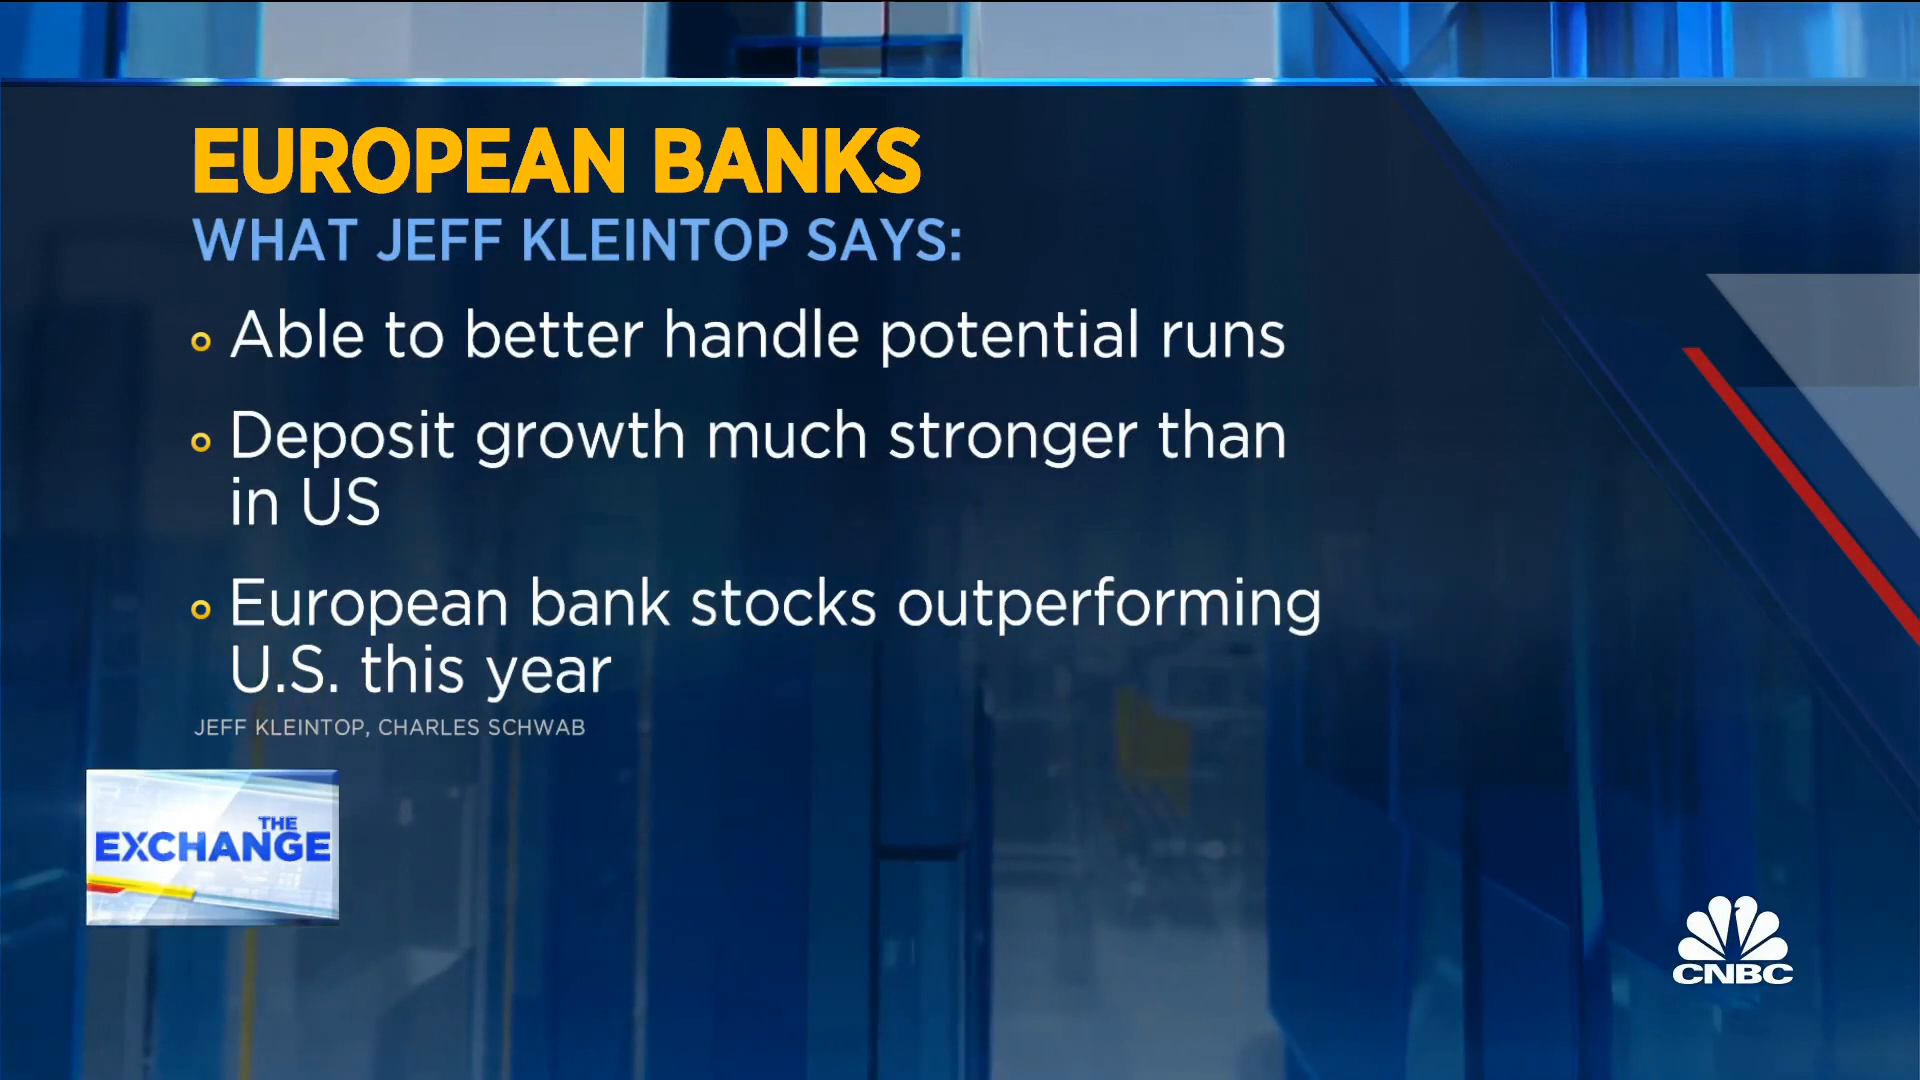 EUROPEAN BANKS
WHAT JEFF KLEINTOP SAYS:
Able to better handle potential runs
Deposit growth much stronger than
in US
European bank stocks outperforming
U.S. this year
JEFF KLEINTOP, CHARLES SCHWAB
THE
EXCHANGE
CNBC